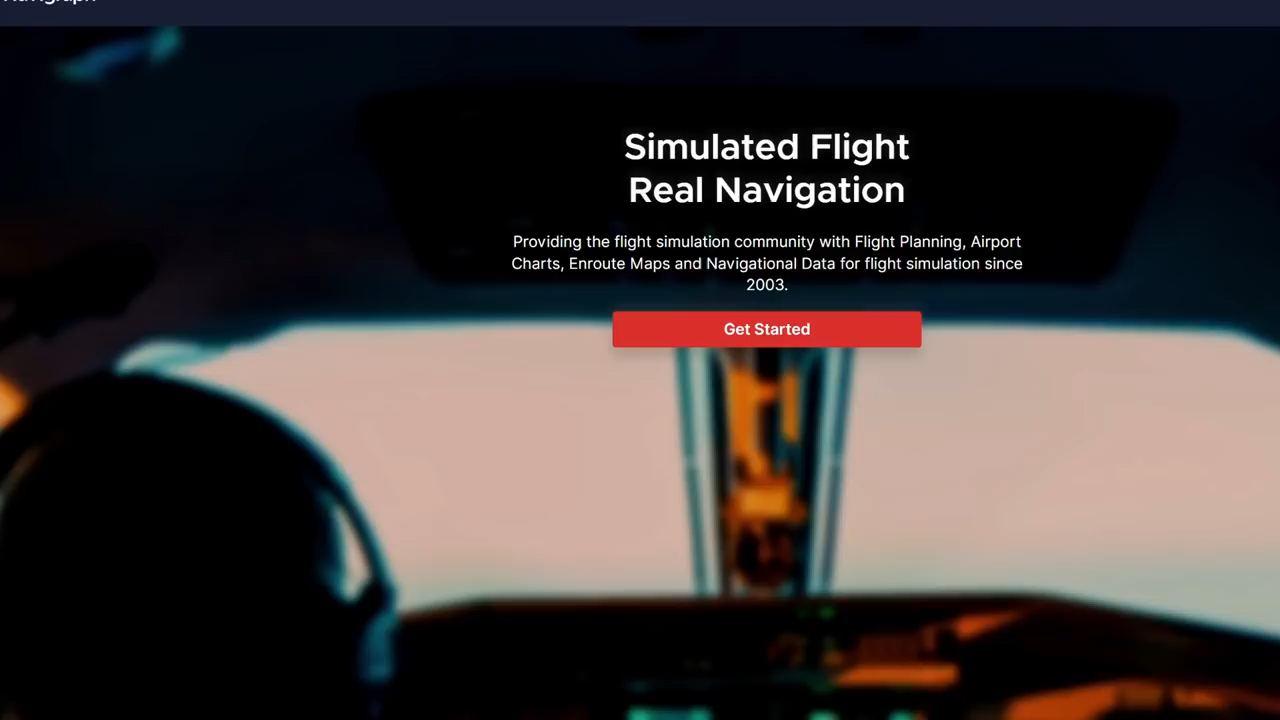 Simulated Flight
Real Navigation
Providing the flight simulation community with Flight Planning, Airport
Charts, Enroute Maps and Navigational Data for flight simulation since
2003.
Get Started